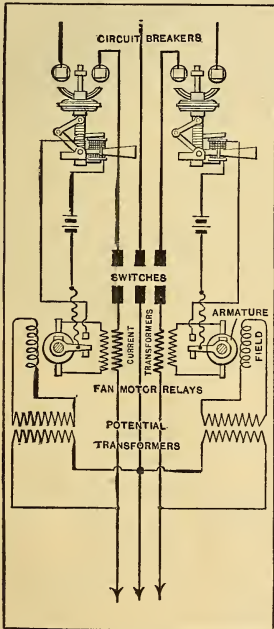 CIRCUIT BREAKERS
SWITCHES
CURRENT
TRANSFORMERS
ARMATURE
FIELD
FAN MOTOR RELAYS
POTENTIAL
TRANSFORMERS